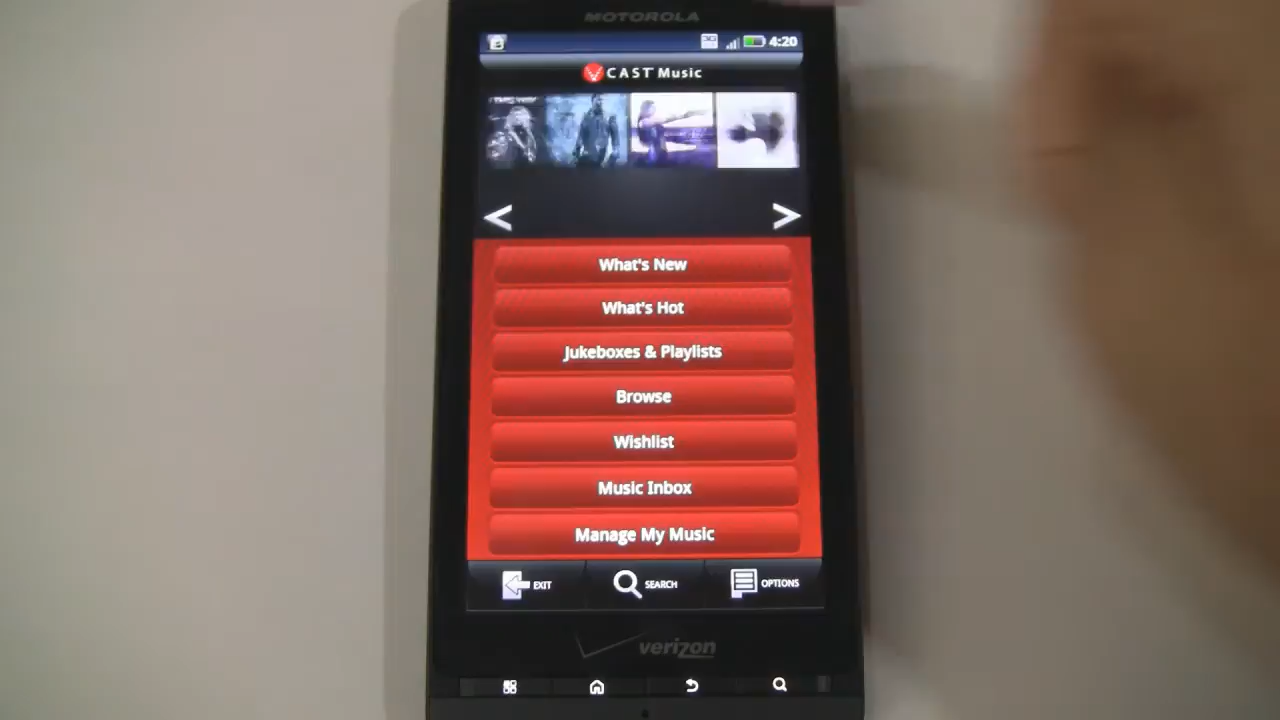 MOTOROLA
4:20
CAST Music
What's New
What's Hot
Jukeboxes & Playlists
Browse
Wishlist
Music Inbox
Manage My Music
EXIT
SEARCH
OPTIONS
verizon